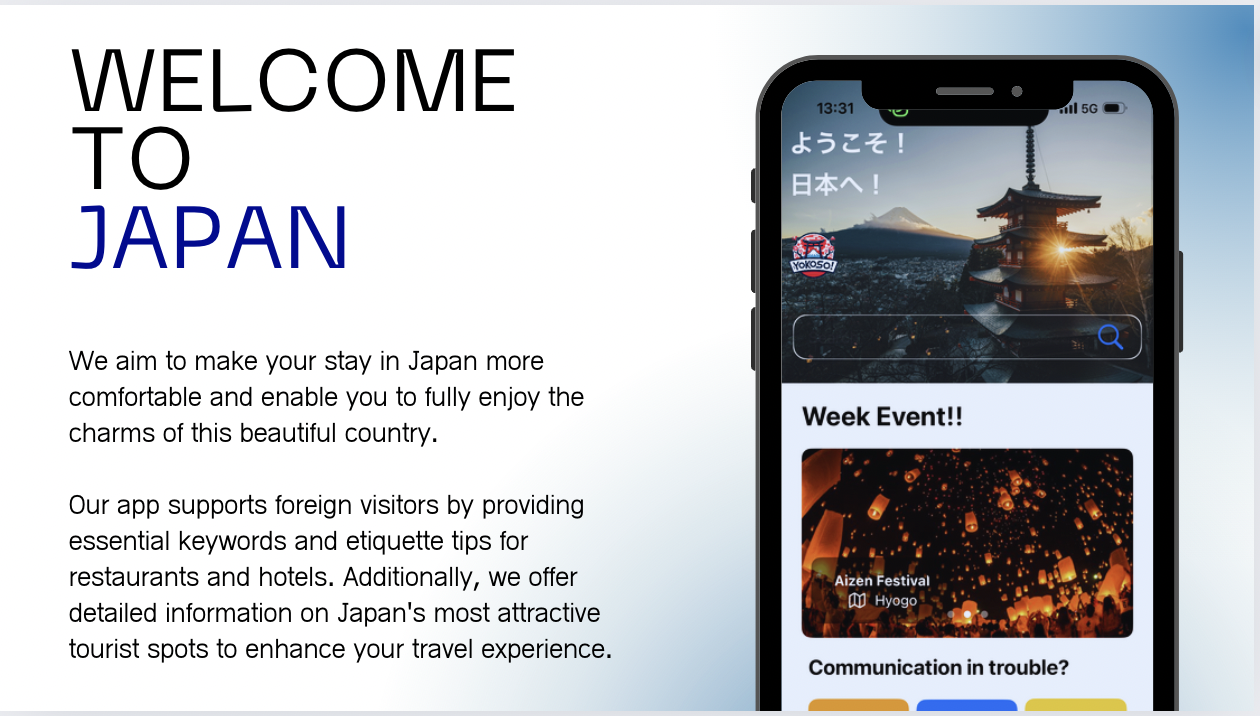 WELCOME
TO
JAPAN
We aim to make your stay in Japan more
comfortable and enable you to fully enjoy the
charms of this beautiful country.
Our app supports foreign visitors by providing
essential keywords and etiquette tips for
restaurants and hotels. Additionally, we offer
detailed information on Japan's most attractive
tourist spots to enhance your travel experience.
13:31
5G
ようこそ！
日本へ！
YOKOSO!
Week Event!!
Aizen Festival
Hyogo
Communication in trouble?